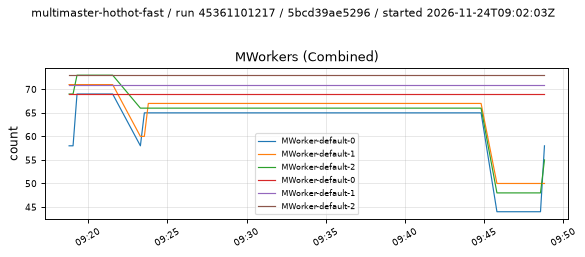 multimaster-hothot-fast / run 45361101217 / 5bcd39ae5296 / started 2026-11-24T09:02:03Z
MWorkers (Combined)
count
70
65
60
55
50
45
MWorker-default-0
MWorker-default-1
MWorker-default-2
MWorker-default-0
MWorker-default-1
MWorker-default-2
09:20
09:25
09:30
09:35
09:40
09:45
09:50